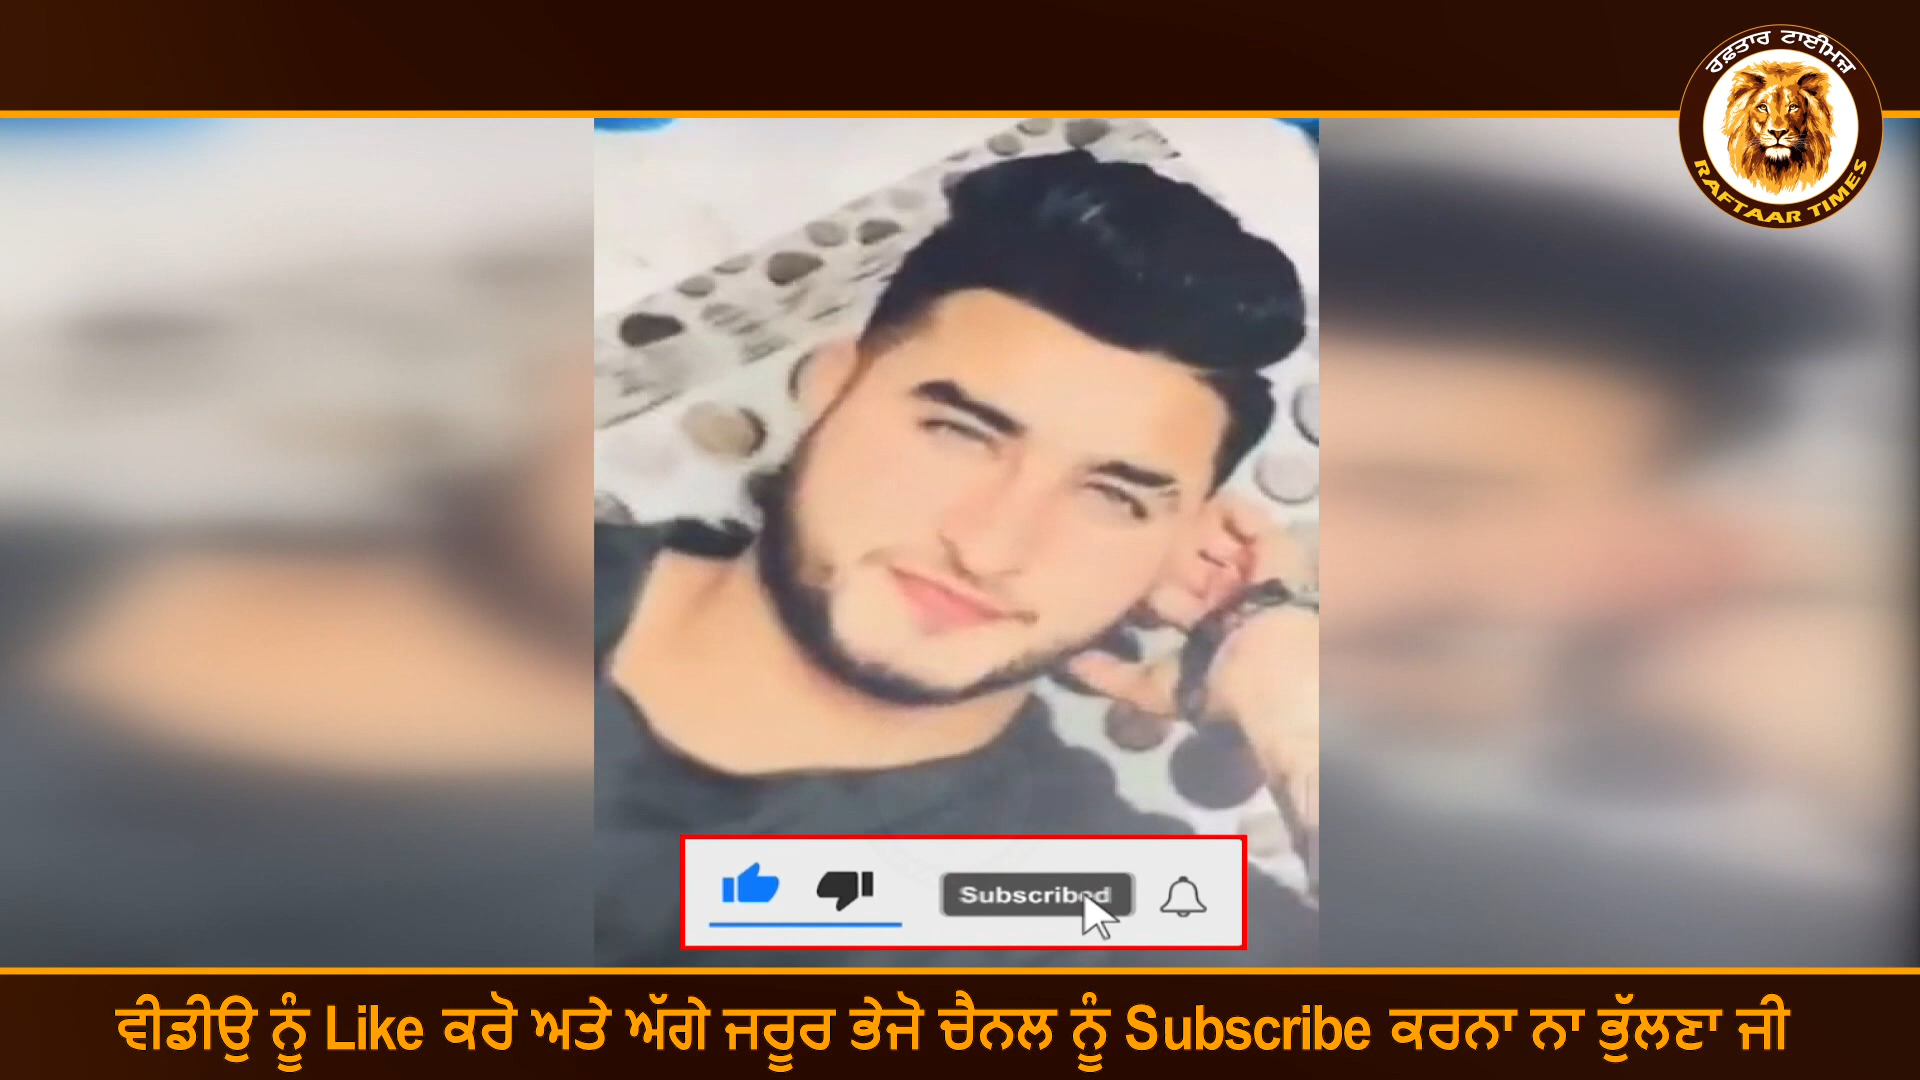 ਰਫ਼ਤਾਰ ਟਾਈਮਜ਼
RAFTAAR TIMES
Subscribed
ਵੀਡੀਉ ਨੂੰ Like ਕਰੋ ਅਤੇ ਅੱਗੇ ਜਰੂਰ ਭੇਜੋ ਚੈਨਲ ਨੂੰ Subscribe ਕਰਨਾ ਨਾ ਭੁੱਲਣਾ ਜੀ